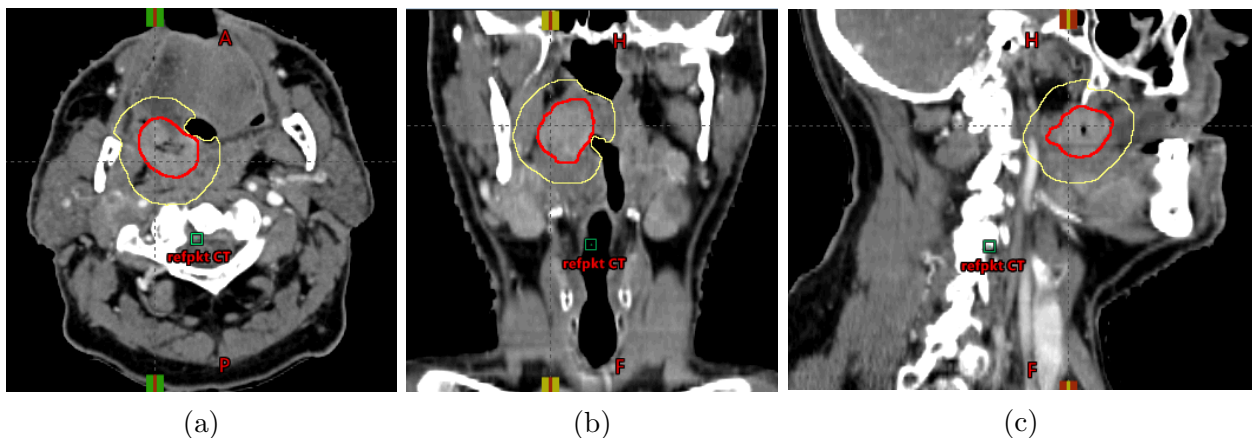 A
H
H
refpkt CT
refpkt CT
refpkt CT
P
F
F
(a)
(b)
(c)